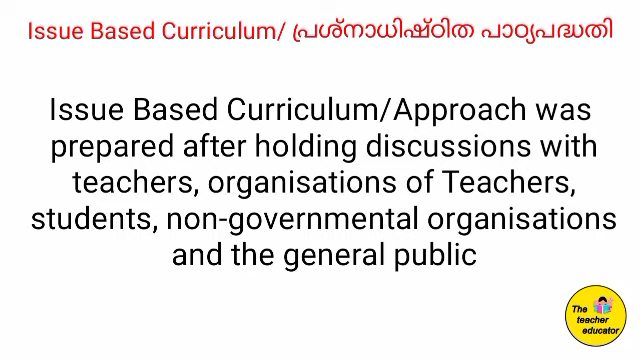 Issue Based Curriculum/ പ്രശ്നാധിഷ്ഠിത പാഠ്യപദ്ധതി
Issue Based Curriculum/Approach was
prepared after holding discussions with
teachers, organisations of Teachers,
students, non-governmental organisations
and the general public
The
teacher
educator